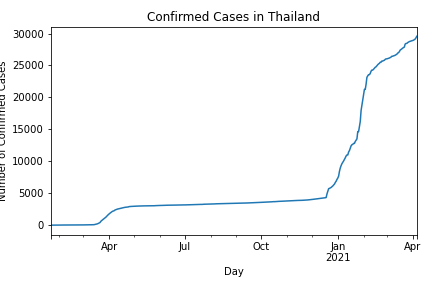 Confirmed Cases in Thailand
30000
25000
20000
15000
10000
5000
0
Number of Confirmed Cases
Apr
Jul
Oct
Jan
2021
Apr
Day